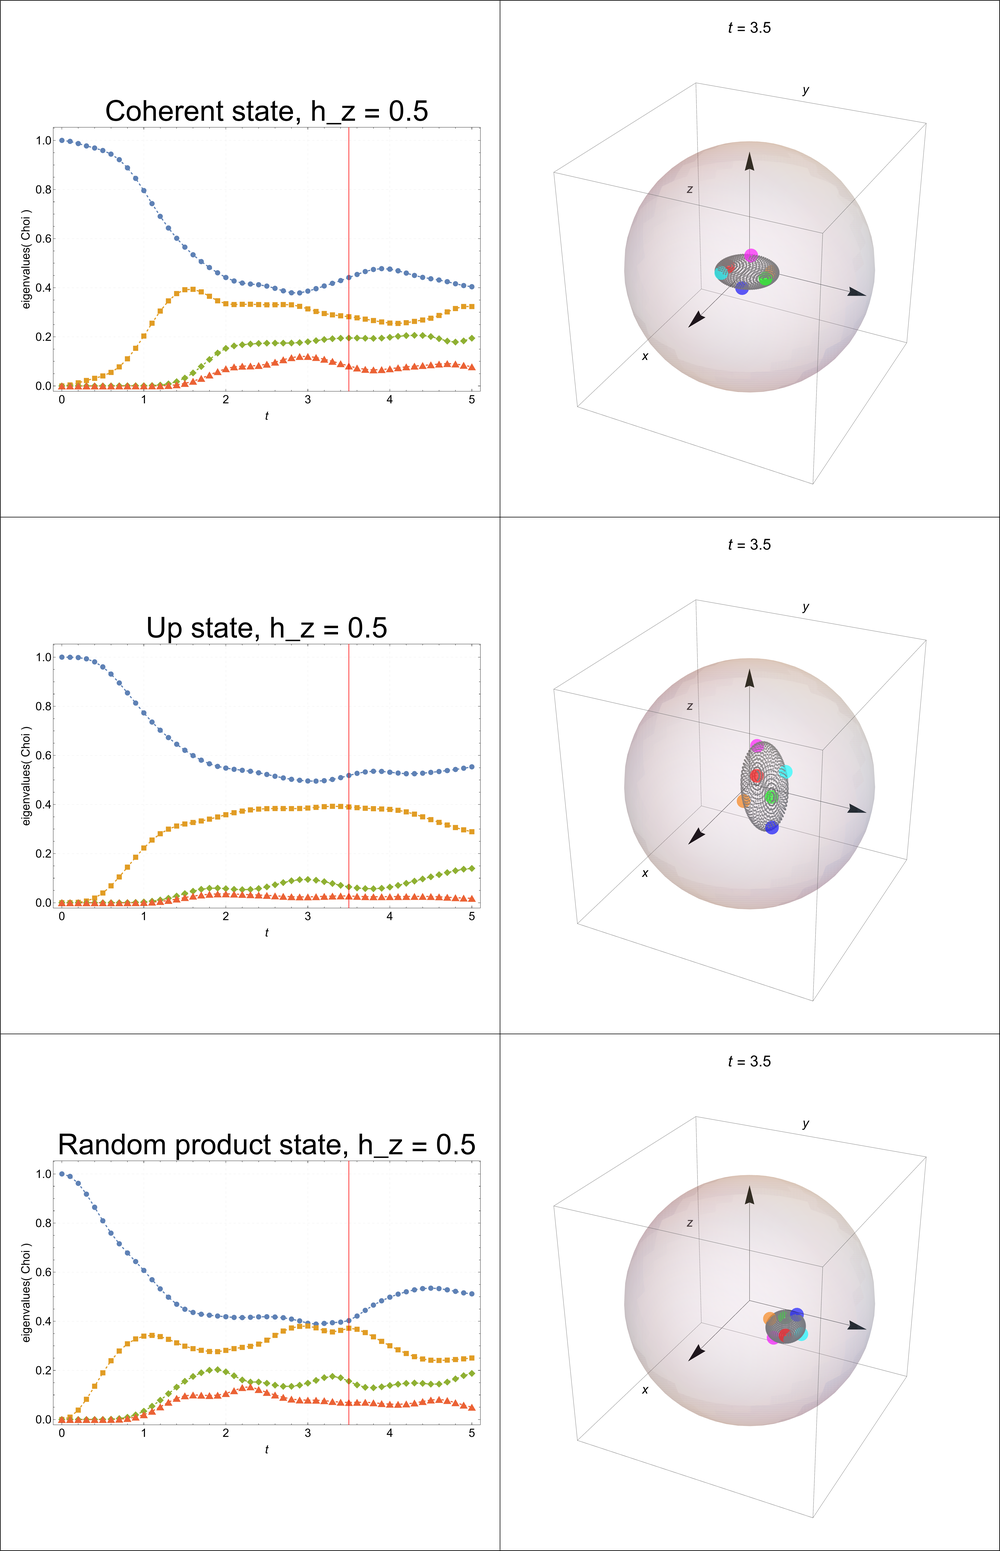 t = 3.5
Coherent state, h_z = 0.5
y
z
x
1.0
0.8
0.6
0.4
0.2
0.0
eigenvalues( Choi )
0 1 2 3 4 5
t
t = 3.5
Up state, h_z = 0.5
y
z
x
1.0
0.8
0.6
0.4
0.2
0.0
eigenvalues( Choi )
0 1 2 3 4 5
t
t = 3.5
Random product state, h_z = 0.5
y
z
x
1.0
0.8
0.6
0.4
0.2
0.0
eigenvalues( Choi )
0 1 2 3 4 5
t